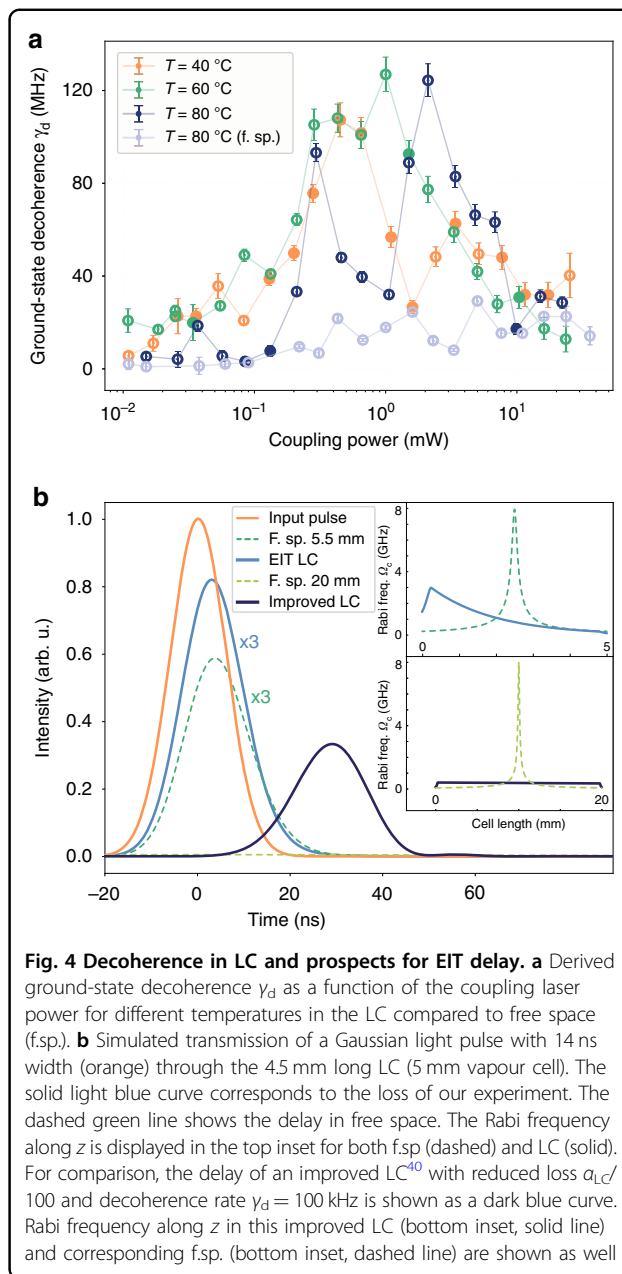 a
T = 40 °C
T = 60 °C
T = 80 °C
T = 80 °C (f. sp.)
Ground-state decoherence γd (MHz)
120
80
40
0
10⁻² 10⁻¹ 10⁰ 10¹
Coupling power (mW)
b
Input pulse
F. sp. 5.5 mm
EIT LC
F. sp. 20 mm
Improved LC
x3
x3
Intensity (arb. u.)
1.0
0.8
0.6
0.4
0.2
0.0
−20 0 20 40 60
Time (ns)
Rabi freq. Ωc (GHz)
8
4
0
0 5
Rabi freq. Ωc (GHz)
8
4
0
0 20
Cell length (mm)
Fig. 4 Decoherence in LC and prospects for EIT delay. a Derived
ground-state decoherence γd as a function of the coupling laser
power for different temperatures in the LC compared to free space
(f.sp.). b Simulated transmission of a Gaussian light pulse with 14 ns
width (orange) through the 4.5 mm long LC (5 mm vapour cell). The
solid light blue curve corresponds to the loss of our experiment. The
dashed green line shows the delay in free space. The Rabi frequency
along z is displayed in the top inset for both f.sp (dashed) and LC (solid).
For comparison, the delay of an improved LC⁴⁰ with reduced loss αLC/
100 and decoherence rate γd = 100 kHz is shown as a dark blue curve.
Rabi frequency along z in this improved LC (bottom inset, solid line)
and corresponding f.sp. (bottom inset, dashed line) are shown as well